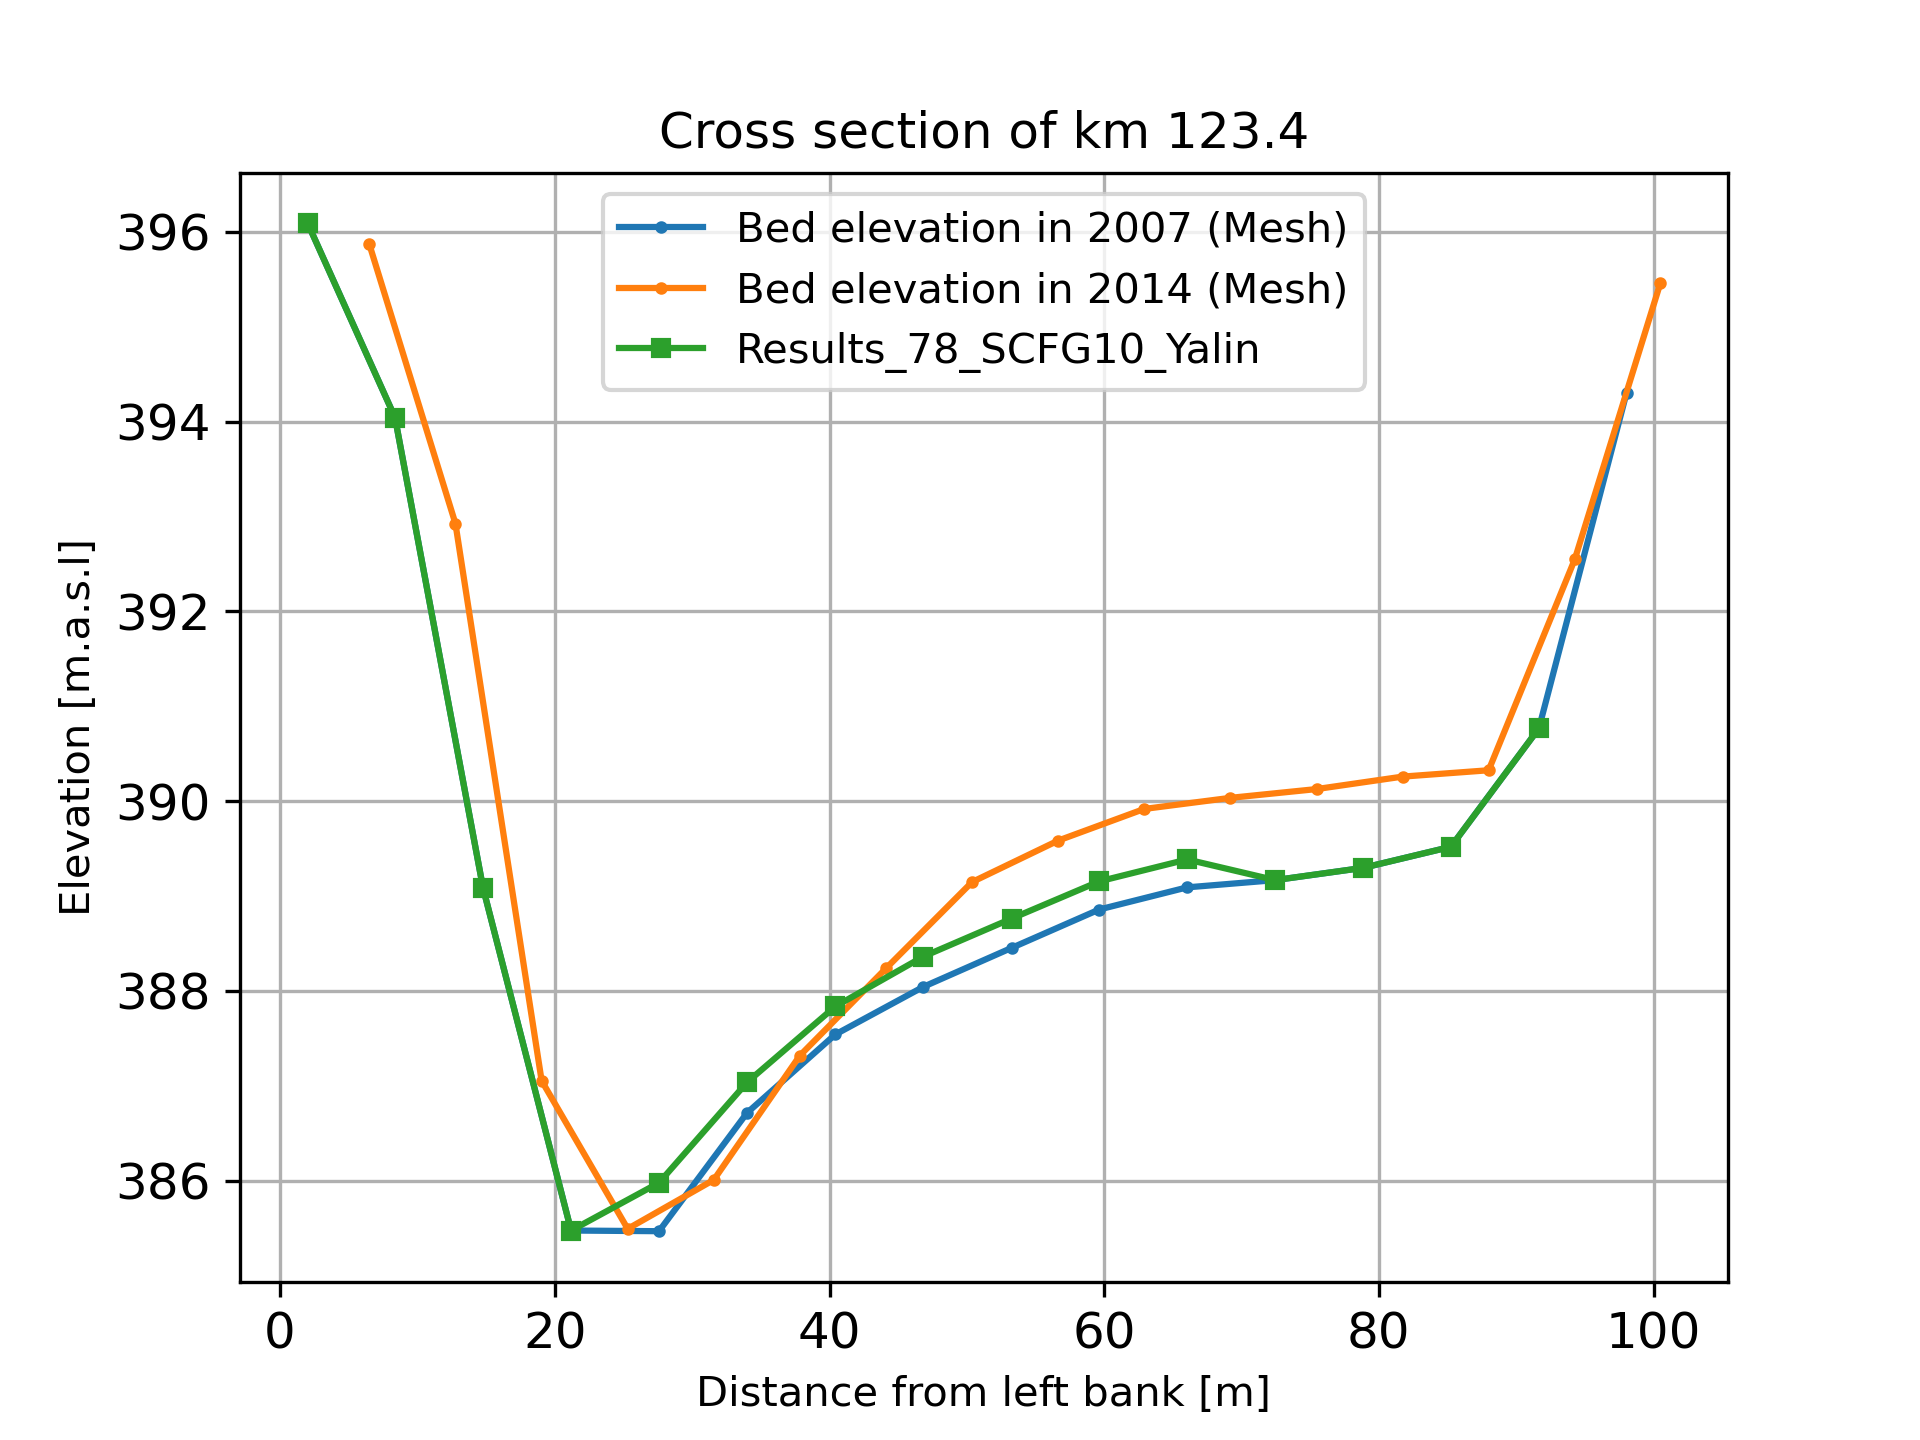 Cross section of km 123.4
Bed elevation in 2007 (Mesh)
Bed elevation in 2014 (Mesh)
Results_78_SCFG10_Yalin
396
394
392
390
388
386
Elevation [m.a.s.l]
0 20 40 60 80 100
Distance from left bank [m]